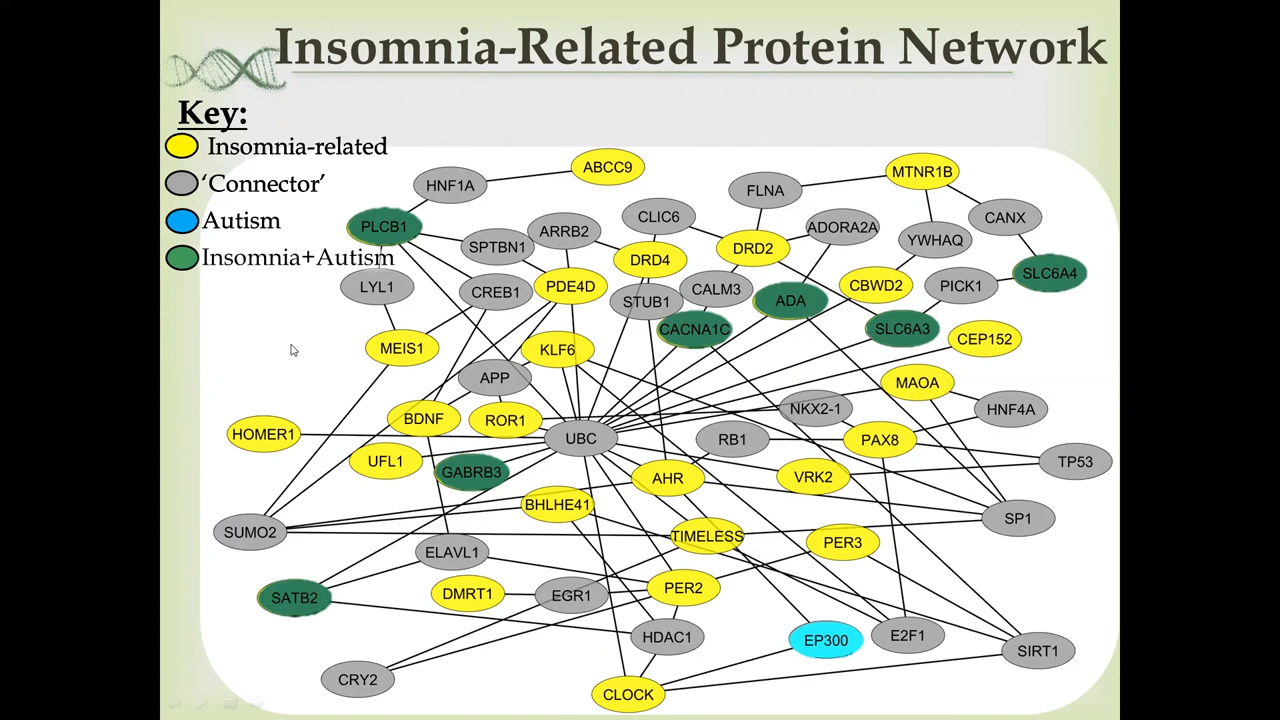 Insomnia-Related Protein Network
Key:
Insomnia-related
'Connector'
Autism
Insomnia+Autism
ABCC9
HNF1A
MTNR1B
FLNA
PLCB1
CLIC6
ADORA2A
CANX
ARRB2
SPTBN1
DRD2
YWHAQ
DRD4
SLC6A4
LYL1
CREB1
PDE4D
STUB1
CALM3
CBWD2
PICK1
ADA
CACNA1C
SLC6A3
CEP152
MEIS1
KLF6
APP
MAOA
NKX2-1
HNF4A
BDNF
ROR1
HOMER1
UBC
RB1
PAX8
UFL1
GABRB3
AHR
VRK2
TP53
BHLHE41
SP1
SUMO2
TIMELESS
PER3
ELAVL1
PER2
SATB2
DMRT1
EGR1
HDAC1
EP300
E2F1
SIRT1
CRY2
CLOCK